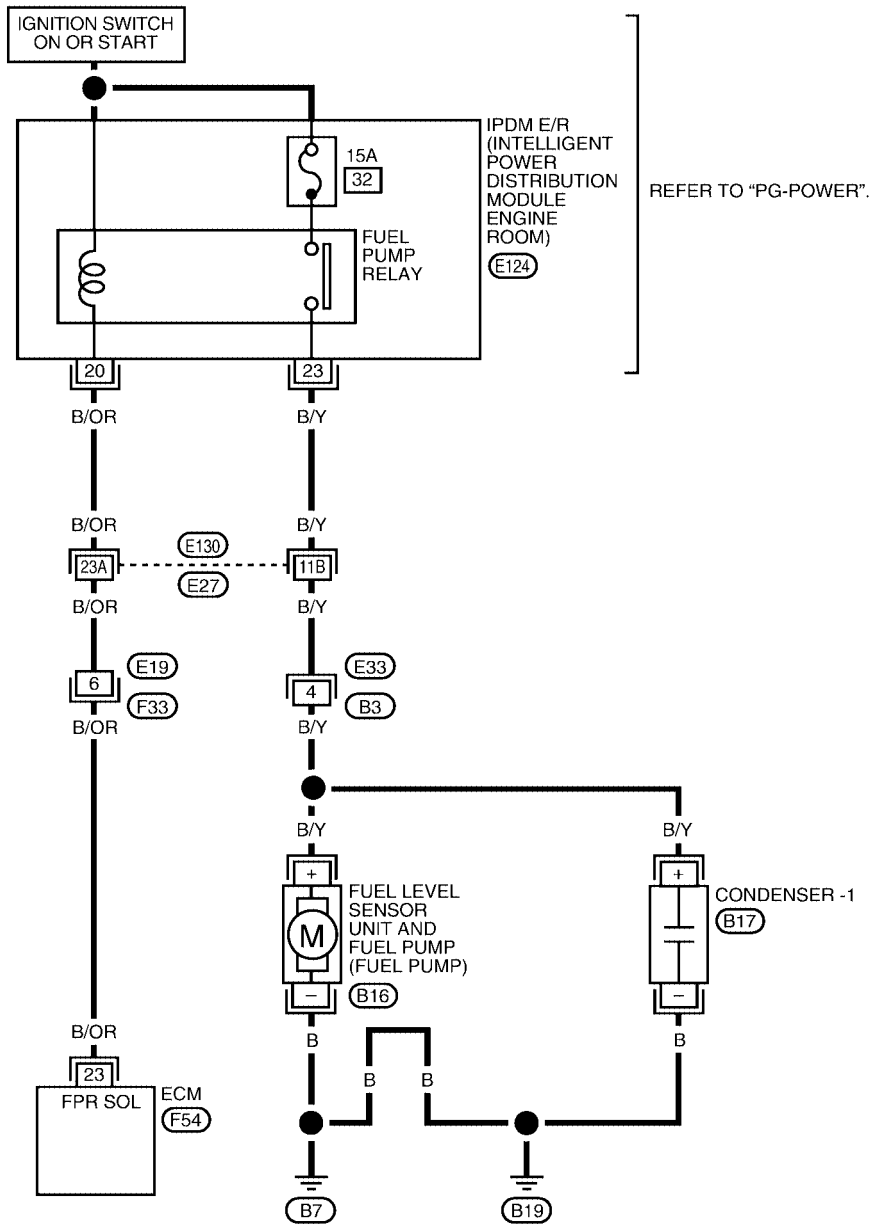 IGNITION SWITCH
ON OR START
IPDM E/R
(INTELLIGENT
POWER
DISTRIBUTION
MODULE
ENGINE
ROOM)
E124
REFER TO “PG-POWER”.
15A
32
FUEL
PUMP
RELAY
20
23
B/OR
B/Y
B/OR
B/Y
23A
E130
E27
11B
B/OR
B/Y
6
E19
F33
4
E33
B3
B/OR
B/Y
B/Y
B/Y
+
+
FUEL LEVEL
SENSOR
UNIT AND
FUEL PUMP
(FUEL PUMP)
B16
M
CONDENSER -1
B17
–
–
B/OR
B
B
B
B
23
FPR SOL
ECM
F54
B7
B19